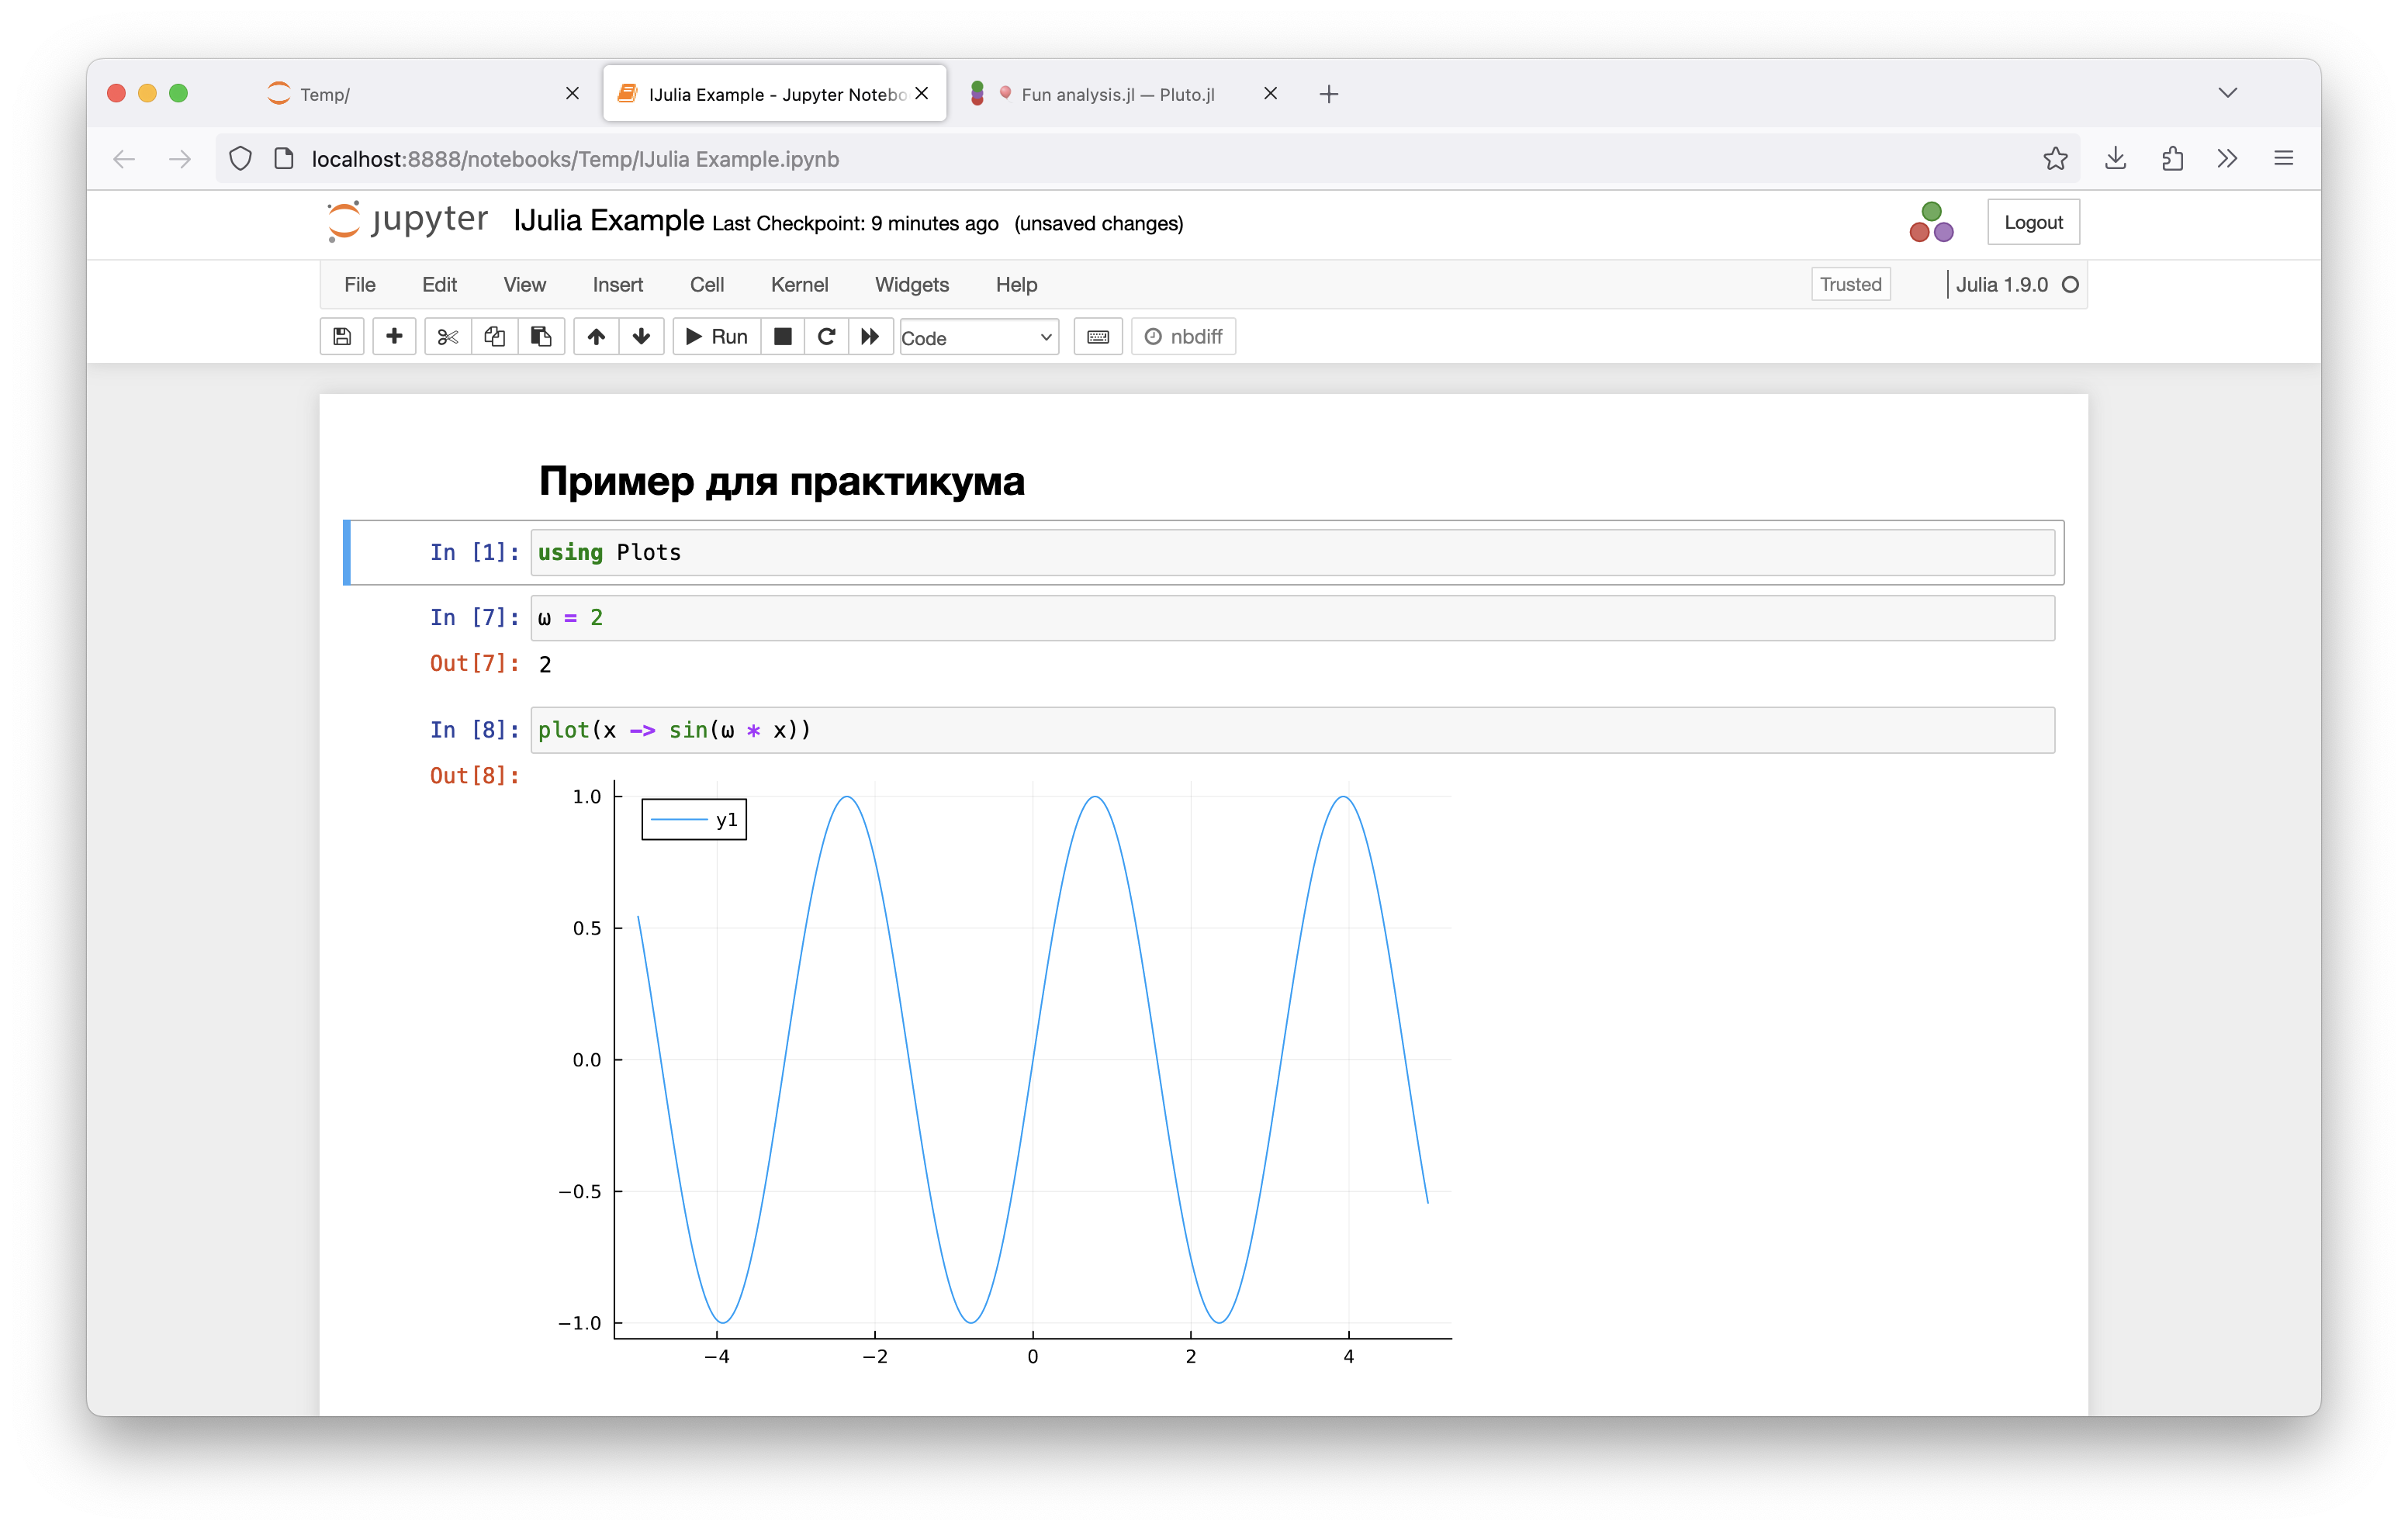 Temp/
IJulia Example - Jupyter Notebo
Fun analysis.jl — Pluto.jl
localhost:8888/notebooks/Temp/IJulia Example.ipynb
jupyter IJulia Example Last Checkpoint: 9 minutes ago (unsaved changes)
Logout
File Edit View Insert Cell Kernel Widgets Help
Trusted
Julia 1.9.0
Run
Code
nbdiff
Пример для практикума
In [1]: using Plots
In [7]: ω = 2
Out[7]: 2
In [8]: plot(x -> sin(ω * x))
Out[8]:
y1
1.0
0.5
0.0
−0.5
−1.0
−4 −2 0 2 4